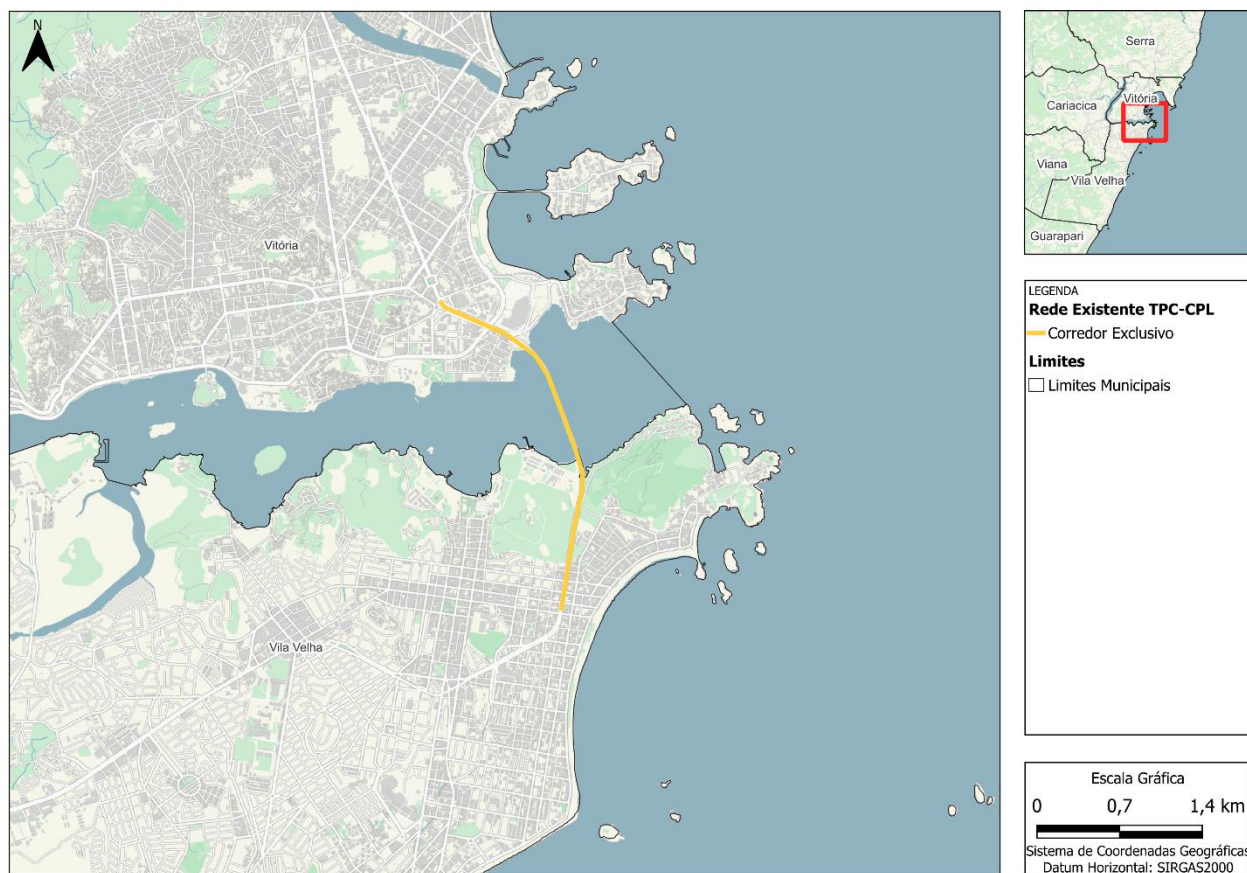 N
Vitória
Vila Velha
Serra
Vitória
Cariacica
Viana
Vila Velha
Guarapari
LEGENDA
Rede Existente TPC-CPL
Corredor Exclusivo
Limites
Limites Municipais
Escala Gráfica
0 0,7 1,4 km
Sistema de Coordenadas Geográficas
Datum Horizontal: SIRGAS2000